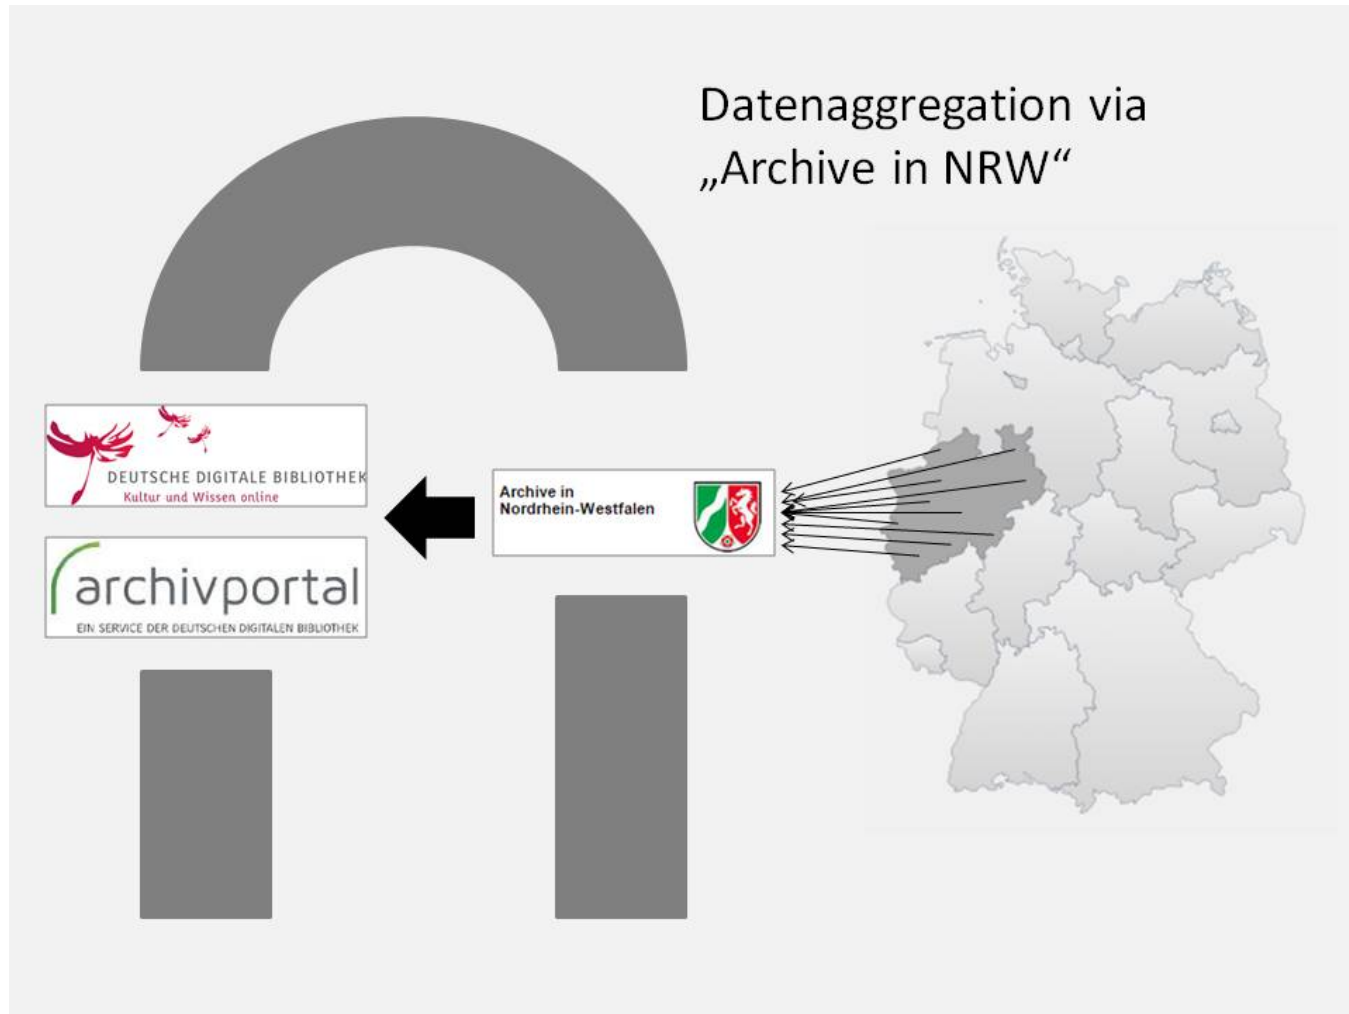 Datenaggregation via
„Archive in NRW“
DEUTSCHE DIGITALE BIBLIOTHEK
Kultur und Wissen online
archivportal
EIN SERVICE DER DEUTSCHEN DIGITALEN BIBLIOTHEK
Archive in
Nordrhein-Westfalen